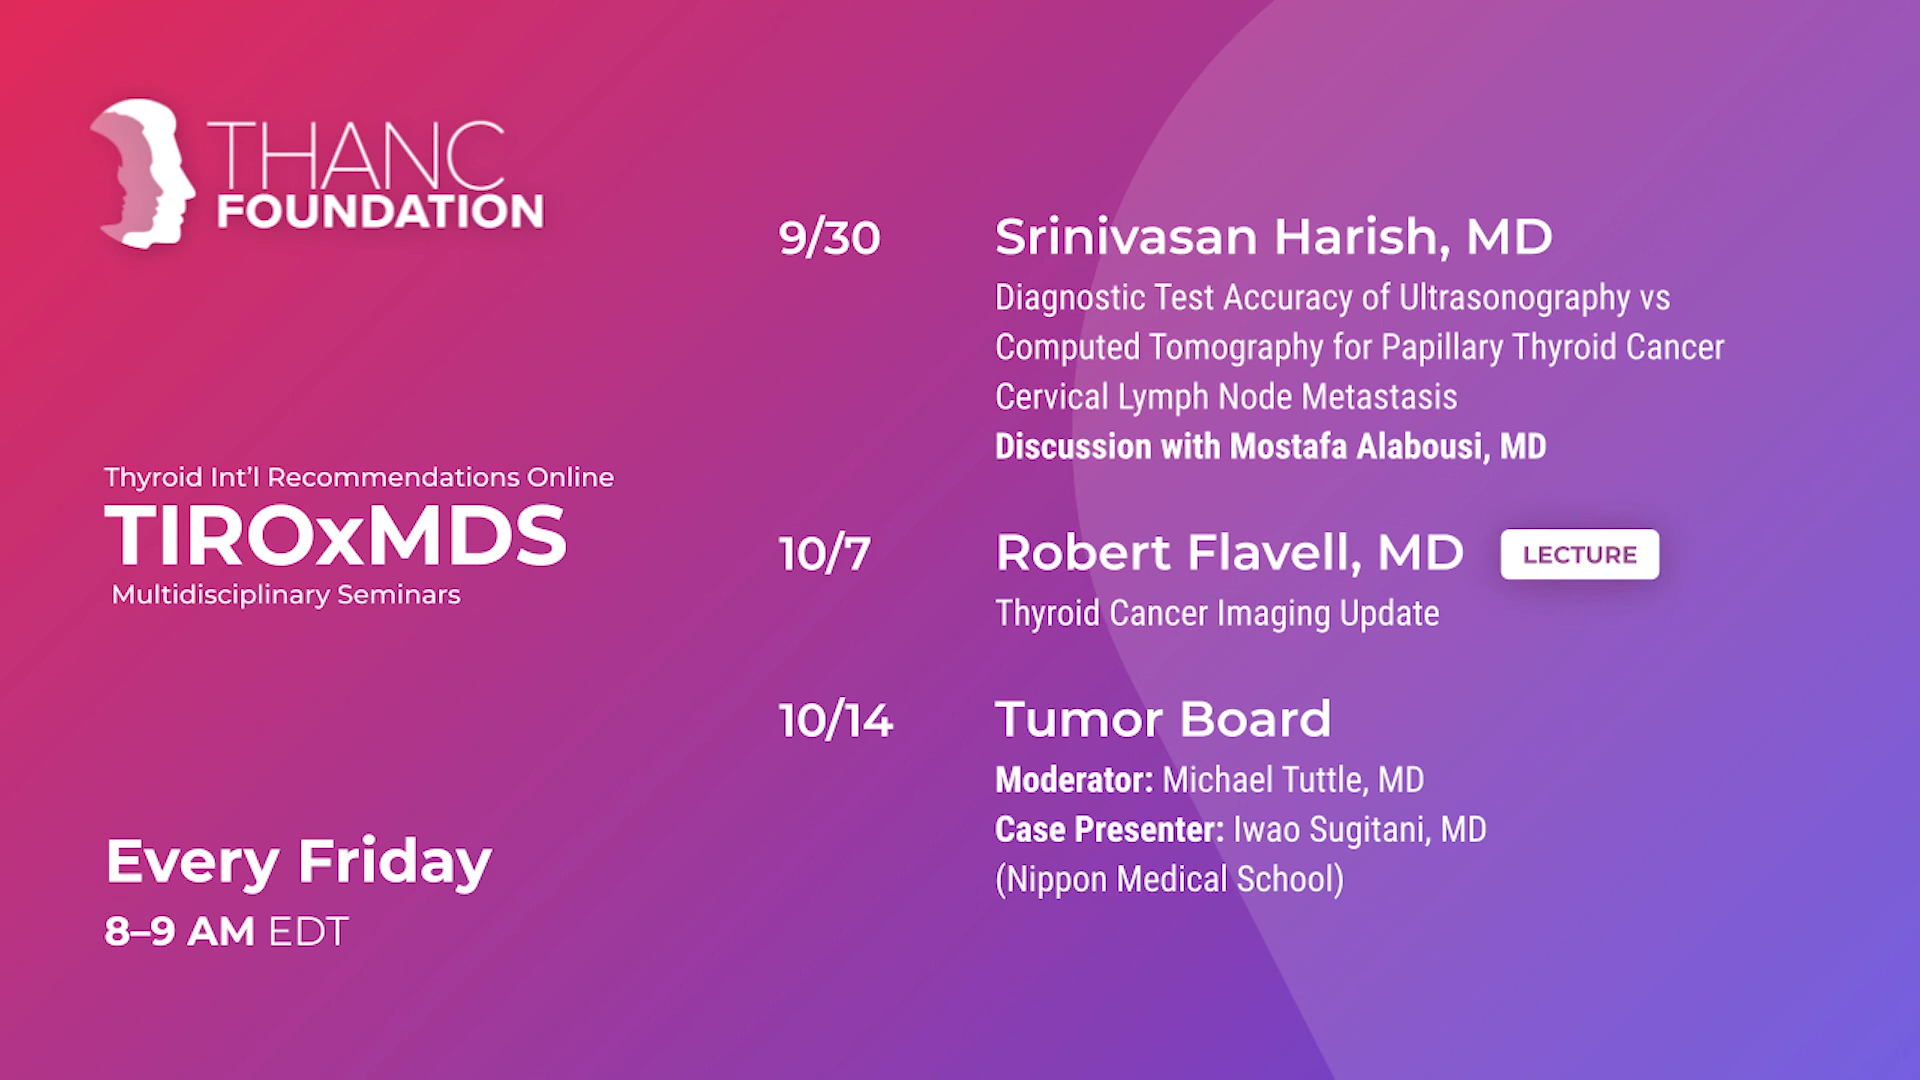 THANC
FOUNDATION
Thyroid Int'l Recommendations Online
TIROxMDS
Multidisciplinary Seminars
Every Friday
8–9 AM EDT
9/30
Srinivasan Harish, MD
Diagnostic Test Accuracy of Ultrasonography vs
Computed Tomography for Papillary Thyroid Cancer
Cervical Lymph Node Metastasis
Discussion with Mostafa Alabousi, MD
10/7
Robert Flavell, MD
LECTURE
Thyroid Cancer Imaging Update
10/14
Tumor Board
Moderator: Michael Tuttle, MD
Case Presenter: Iwao Sugitani, MD
(Nippon Medical School)